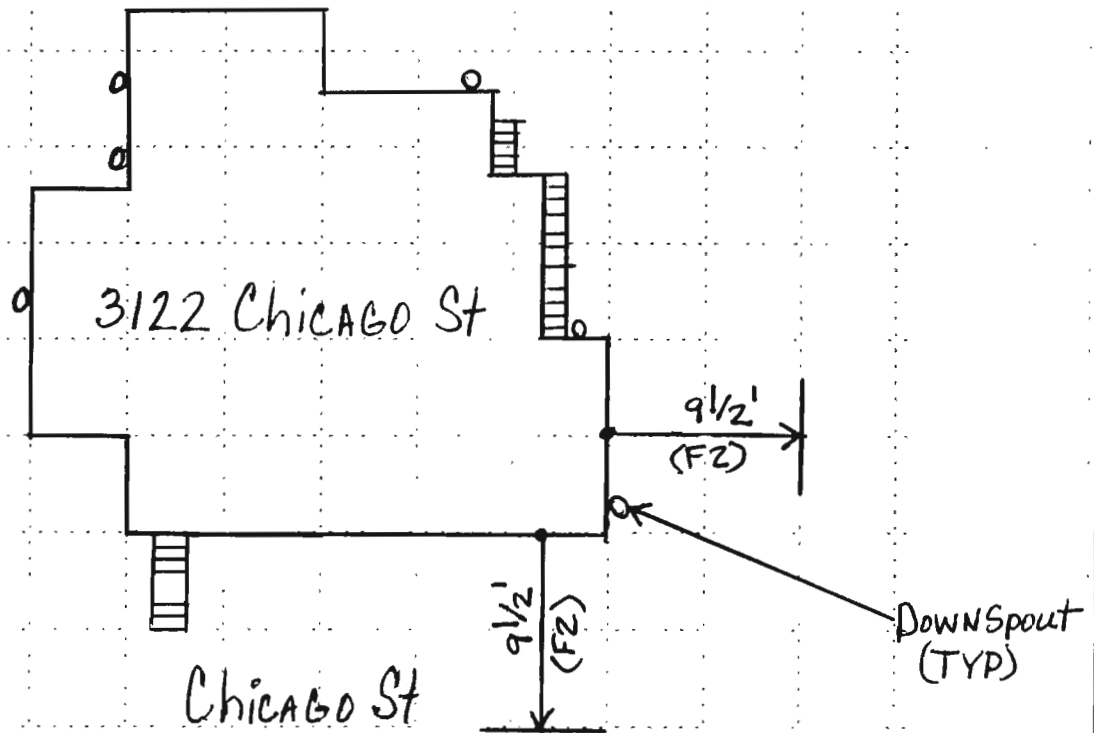 3122 Chicago St
9 1/2'
(F2)
9 1/2'
(F2)
Downspout
(TYP)
Chicago St